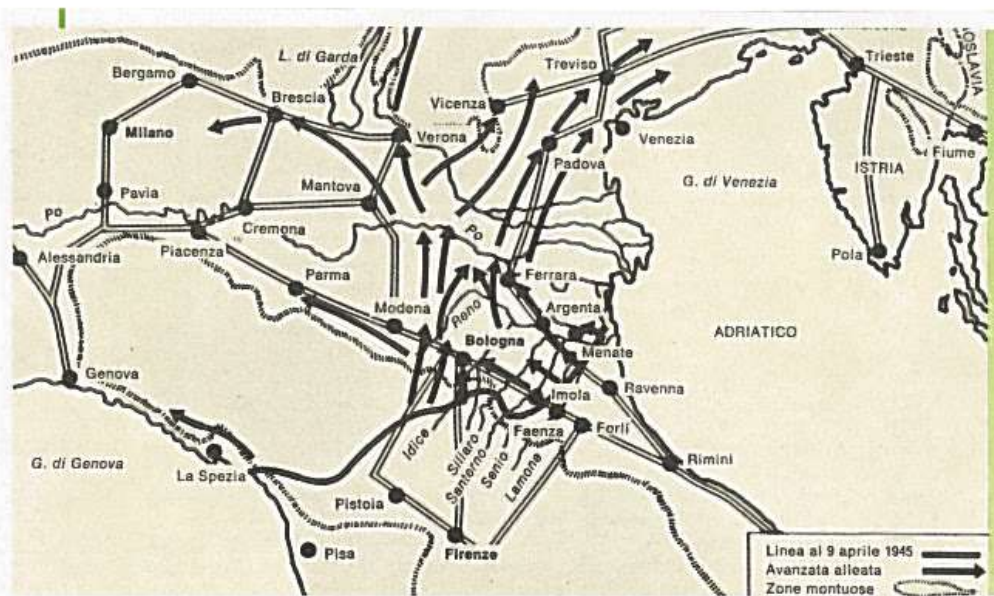 L. di Garda
Bergamo
Brescia
Milano
Verona
Vicenza
Treviso
Trieste
OSLAVIA
Venezia
Padova
Fiume
ISTRIA
G. di Venezia
Pavia
Mantova
Po
Cremona
Po
Alessandria
Piacenza
Pola
Parma
Ferrara
Modena
Reno
Argenta
ADRIATICO
Bologna
Menate
Genova
Ravenna
Imola
Idice
Sillaro
Santerno
Senio
Faenza
Lamone
Forlí
G. di Genova
La Spezia
Rimini
Pistoia
Pisa
Firenze
Linea al 9 aprile 1945
Avanzata alleata
Zone montuose